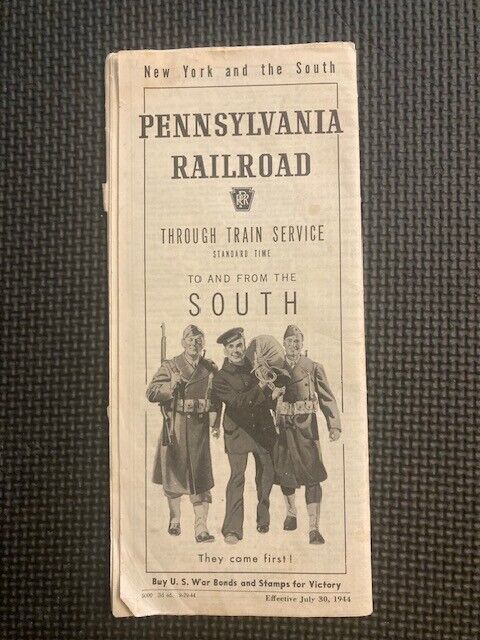 New York and the South
PENNSYLVANIA
RAILROAD
PRR
THROUGH TRAIN SERVICE
STANDARD TIME
TO AND FROM THE
SOUTH
They come first!
Buy U. S. War Bonds and Stamps for Victory
Effective July 30, 1944